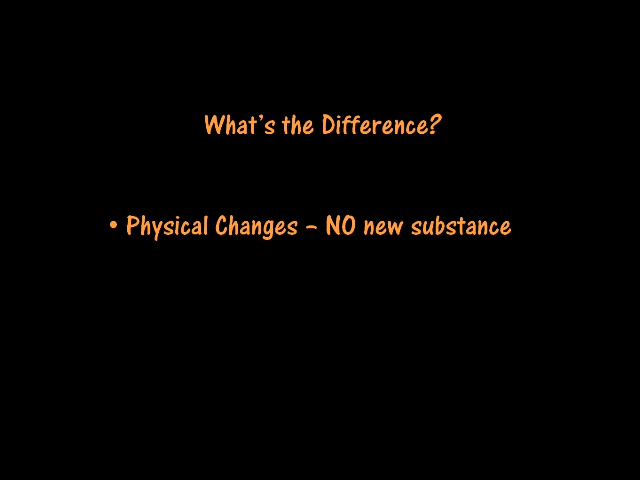 What's the Difference?
• Physical Changes – NO new substance